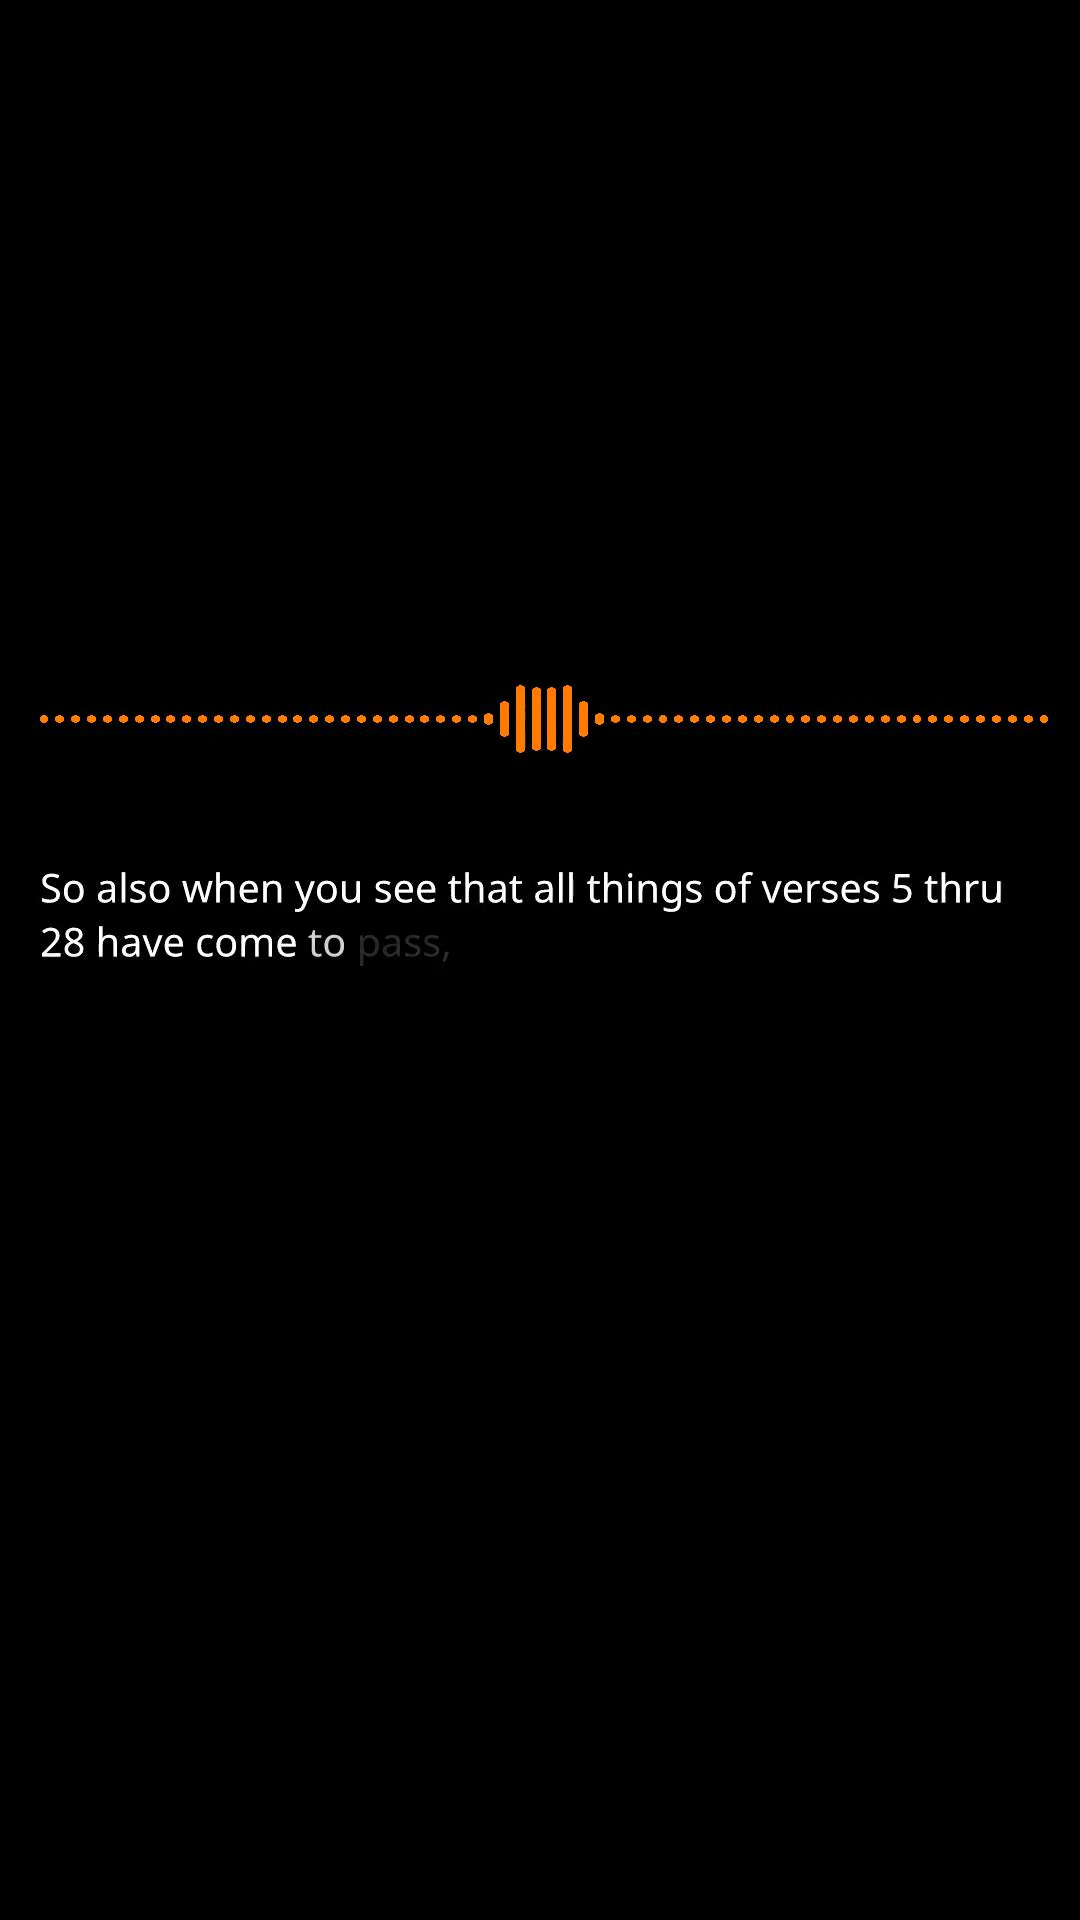 So also when you see that all things of verses 5 thru
28 have come to pass,